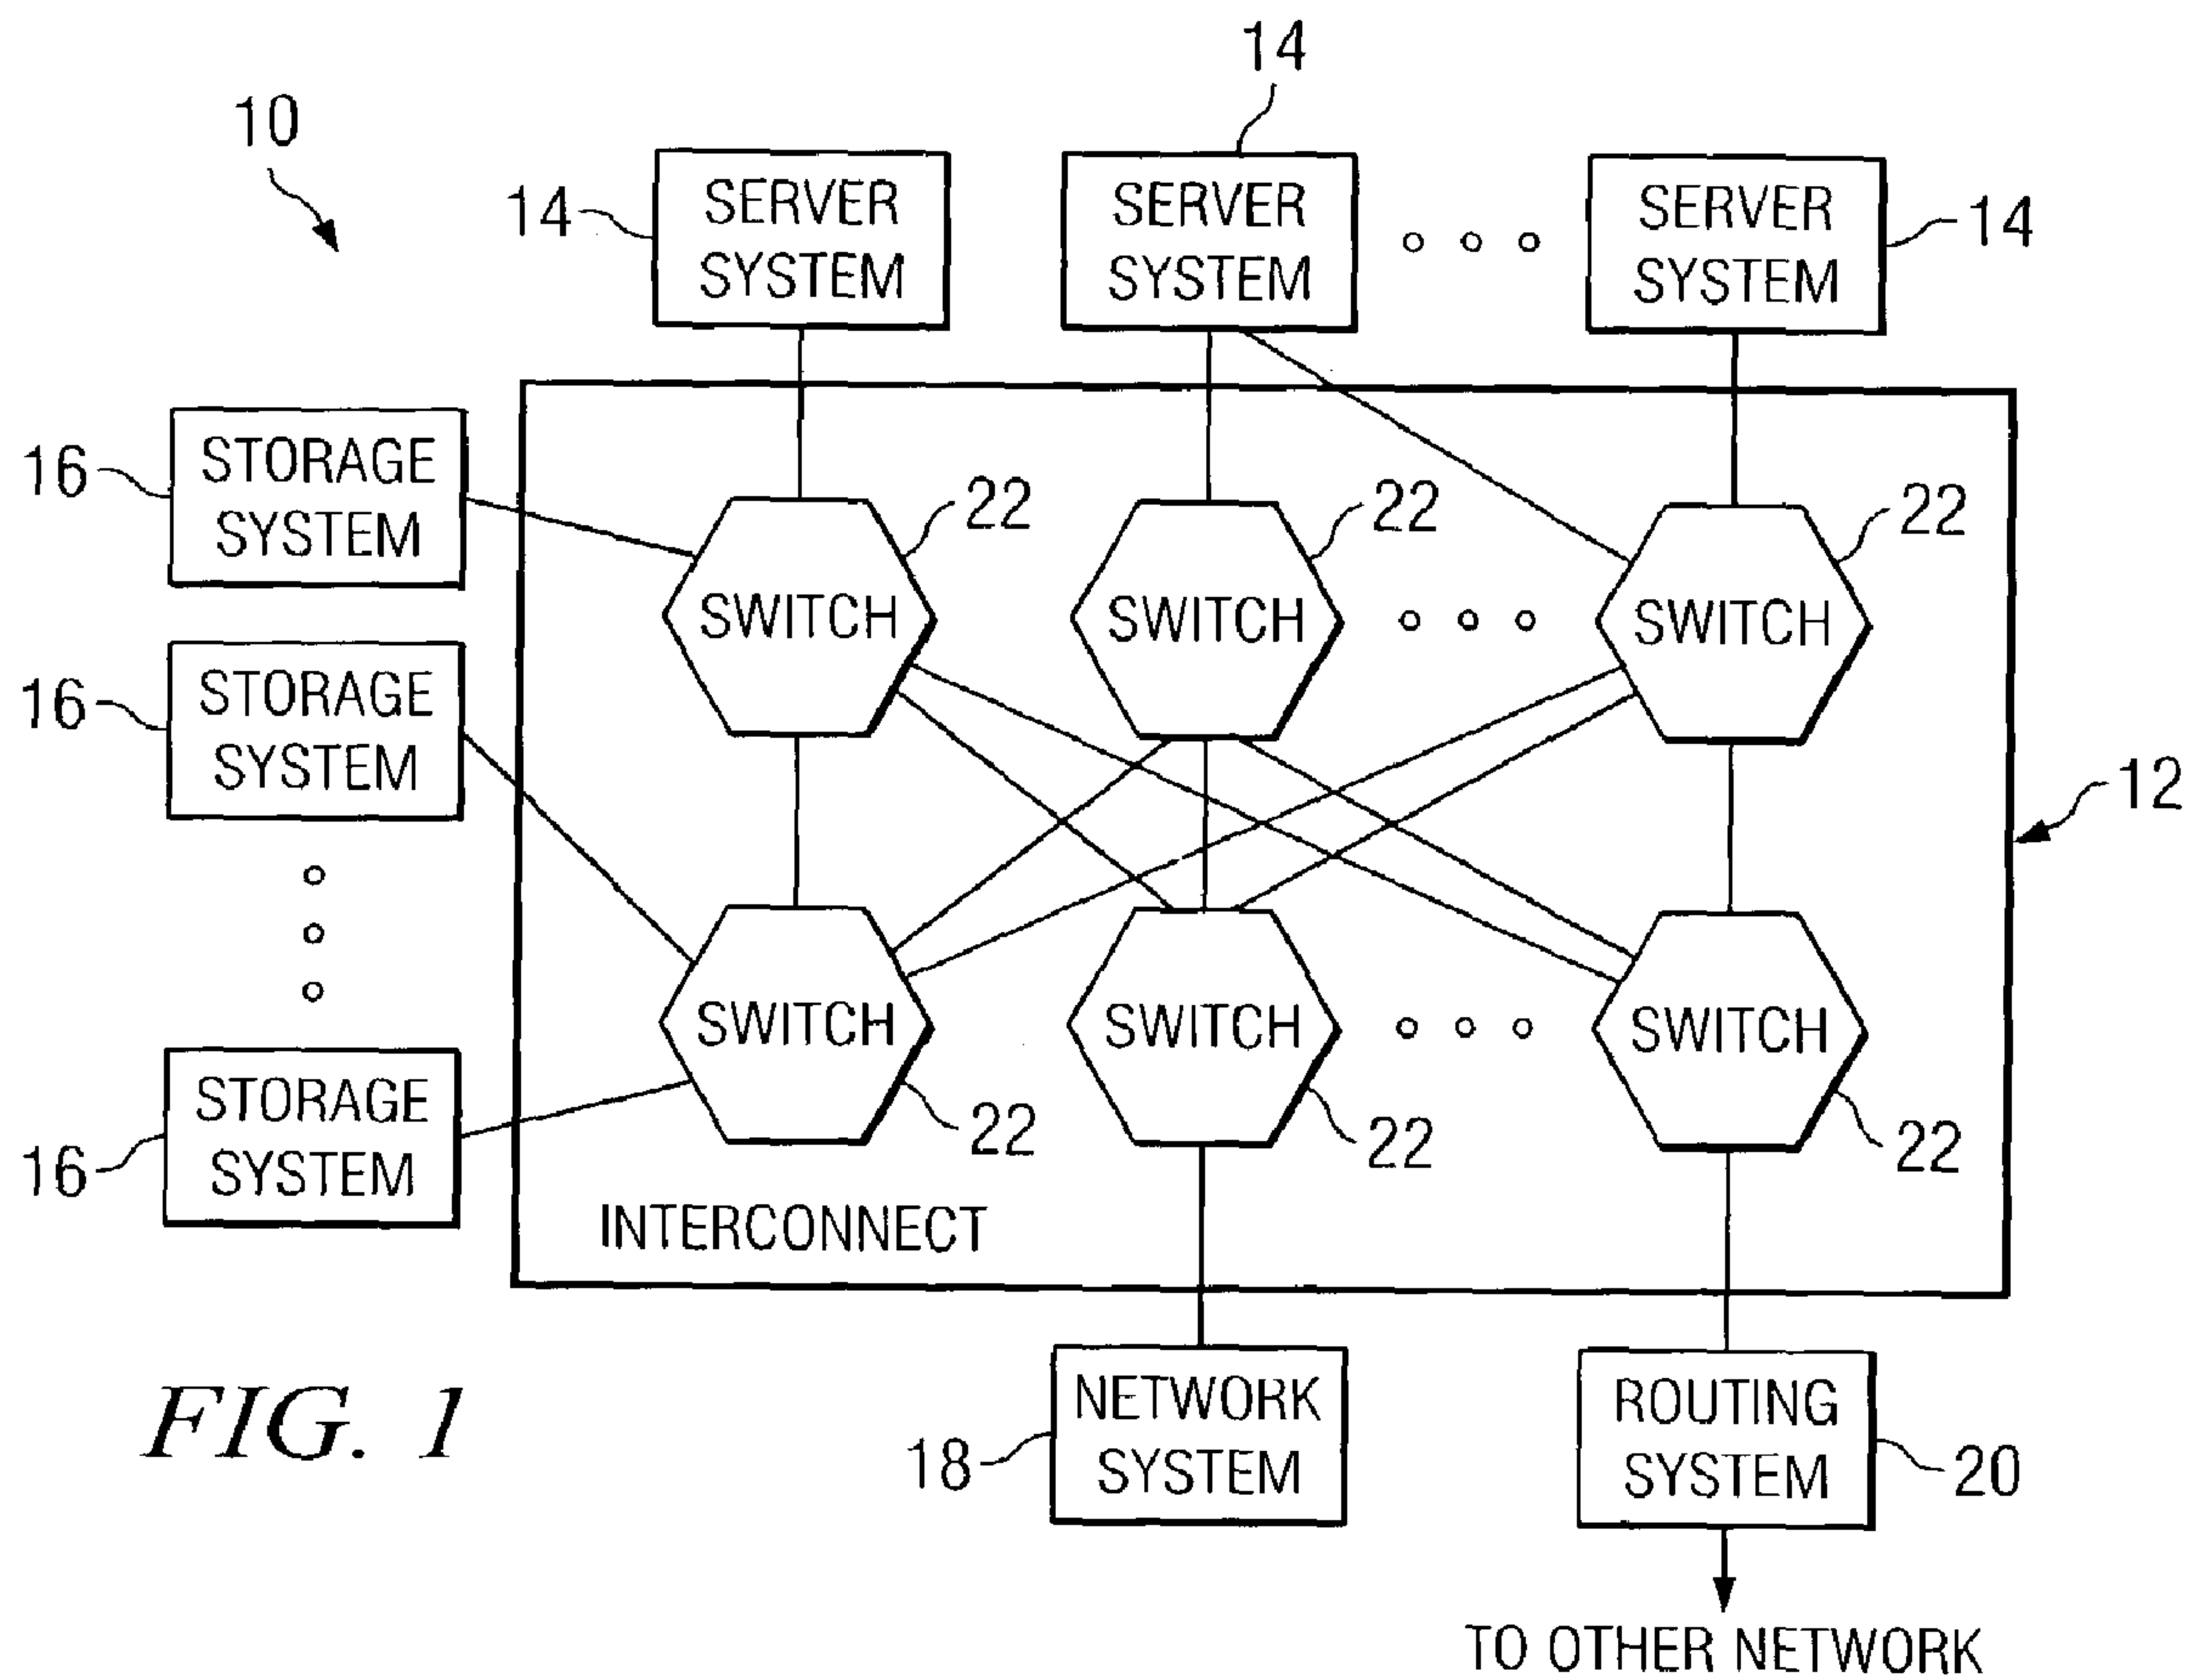 14
10
14
SERVER
SYSTEM
SERVER
SYSTEM
SERVER
SYSTEM
14
16
STORAGE
SYSTEM
22
22
22
SWITCH
SWITCH
SWITCH
16
STORAGE
SYSTEM
12
SWITCH
SWITCH
SWITCH
22
22
22
16
STORAGE
SYSTEM
INTERCONNECT
FIG. 1
18
NETWORK
SYSTEM
ROUTING
SYSTEM
20
TO OTHER NETWORK